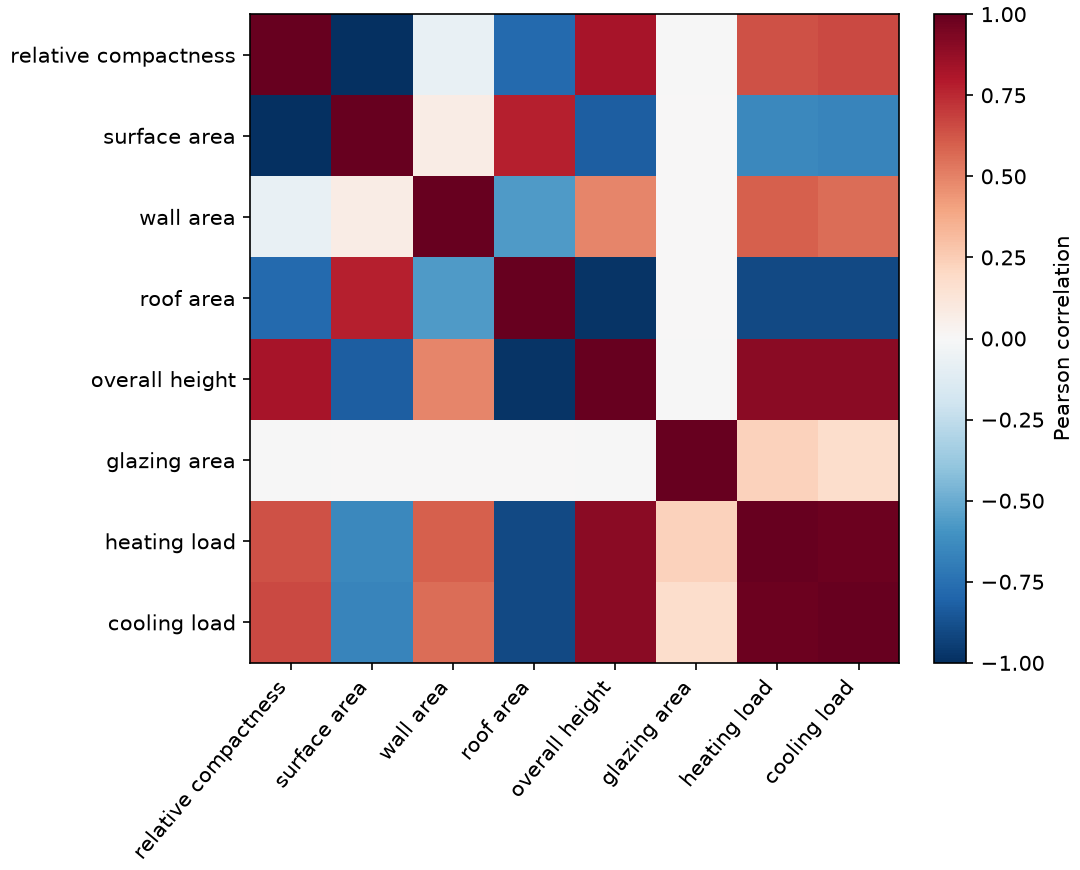 relative compactness
surface area
wall area
roof area
overall height
glazing area
heating load
cooling load
relative compactness
surface area
wall area
roof area
overall height
glazing area
heating load
cooling load
1.00
0.75
0.50
0.25
0.00
−0.25
−0.50
−0.75
−1.00
Pearson correlation